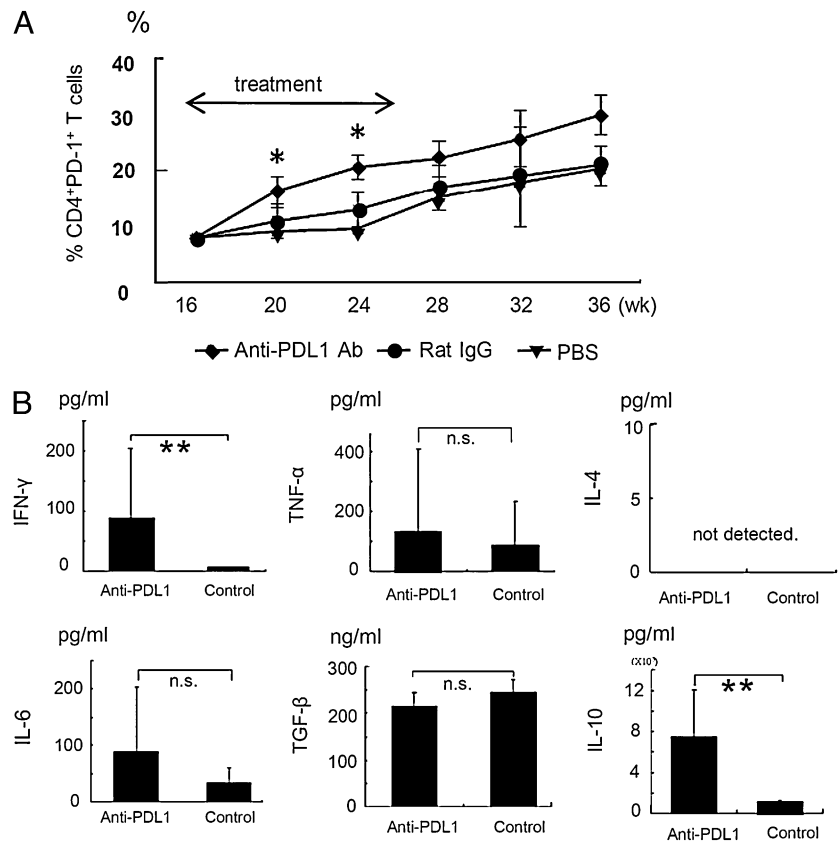 A
%
% CD4+PD-1+ T cells
40
30
20
10
0
treatment
*
*
16 20 24 28 32 36 (wk)
Anti-PDL1 Ab Rat IgG PBS
B
pg/ml
IFN-γ
200
100
0
**
Anti-PDL1 Control
pg/ml
TNF-α
400
200
0
n.s.
Anti-PDL1 Control
pg/ml
IL-4
10
5
0
not detected.
Anti-PDL1 Control
pg/ml
IL-6
200
100
0
n.s.
Anti-PDL1 Control
ng/ml
TGF-β
300
200
100
0
n.s.
Anti-PDL1 Control
pg/ml
IL-10
12
8
4
0
**
Anti-PDL1 Control